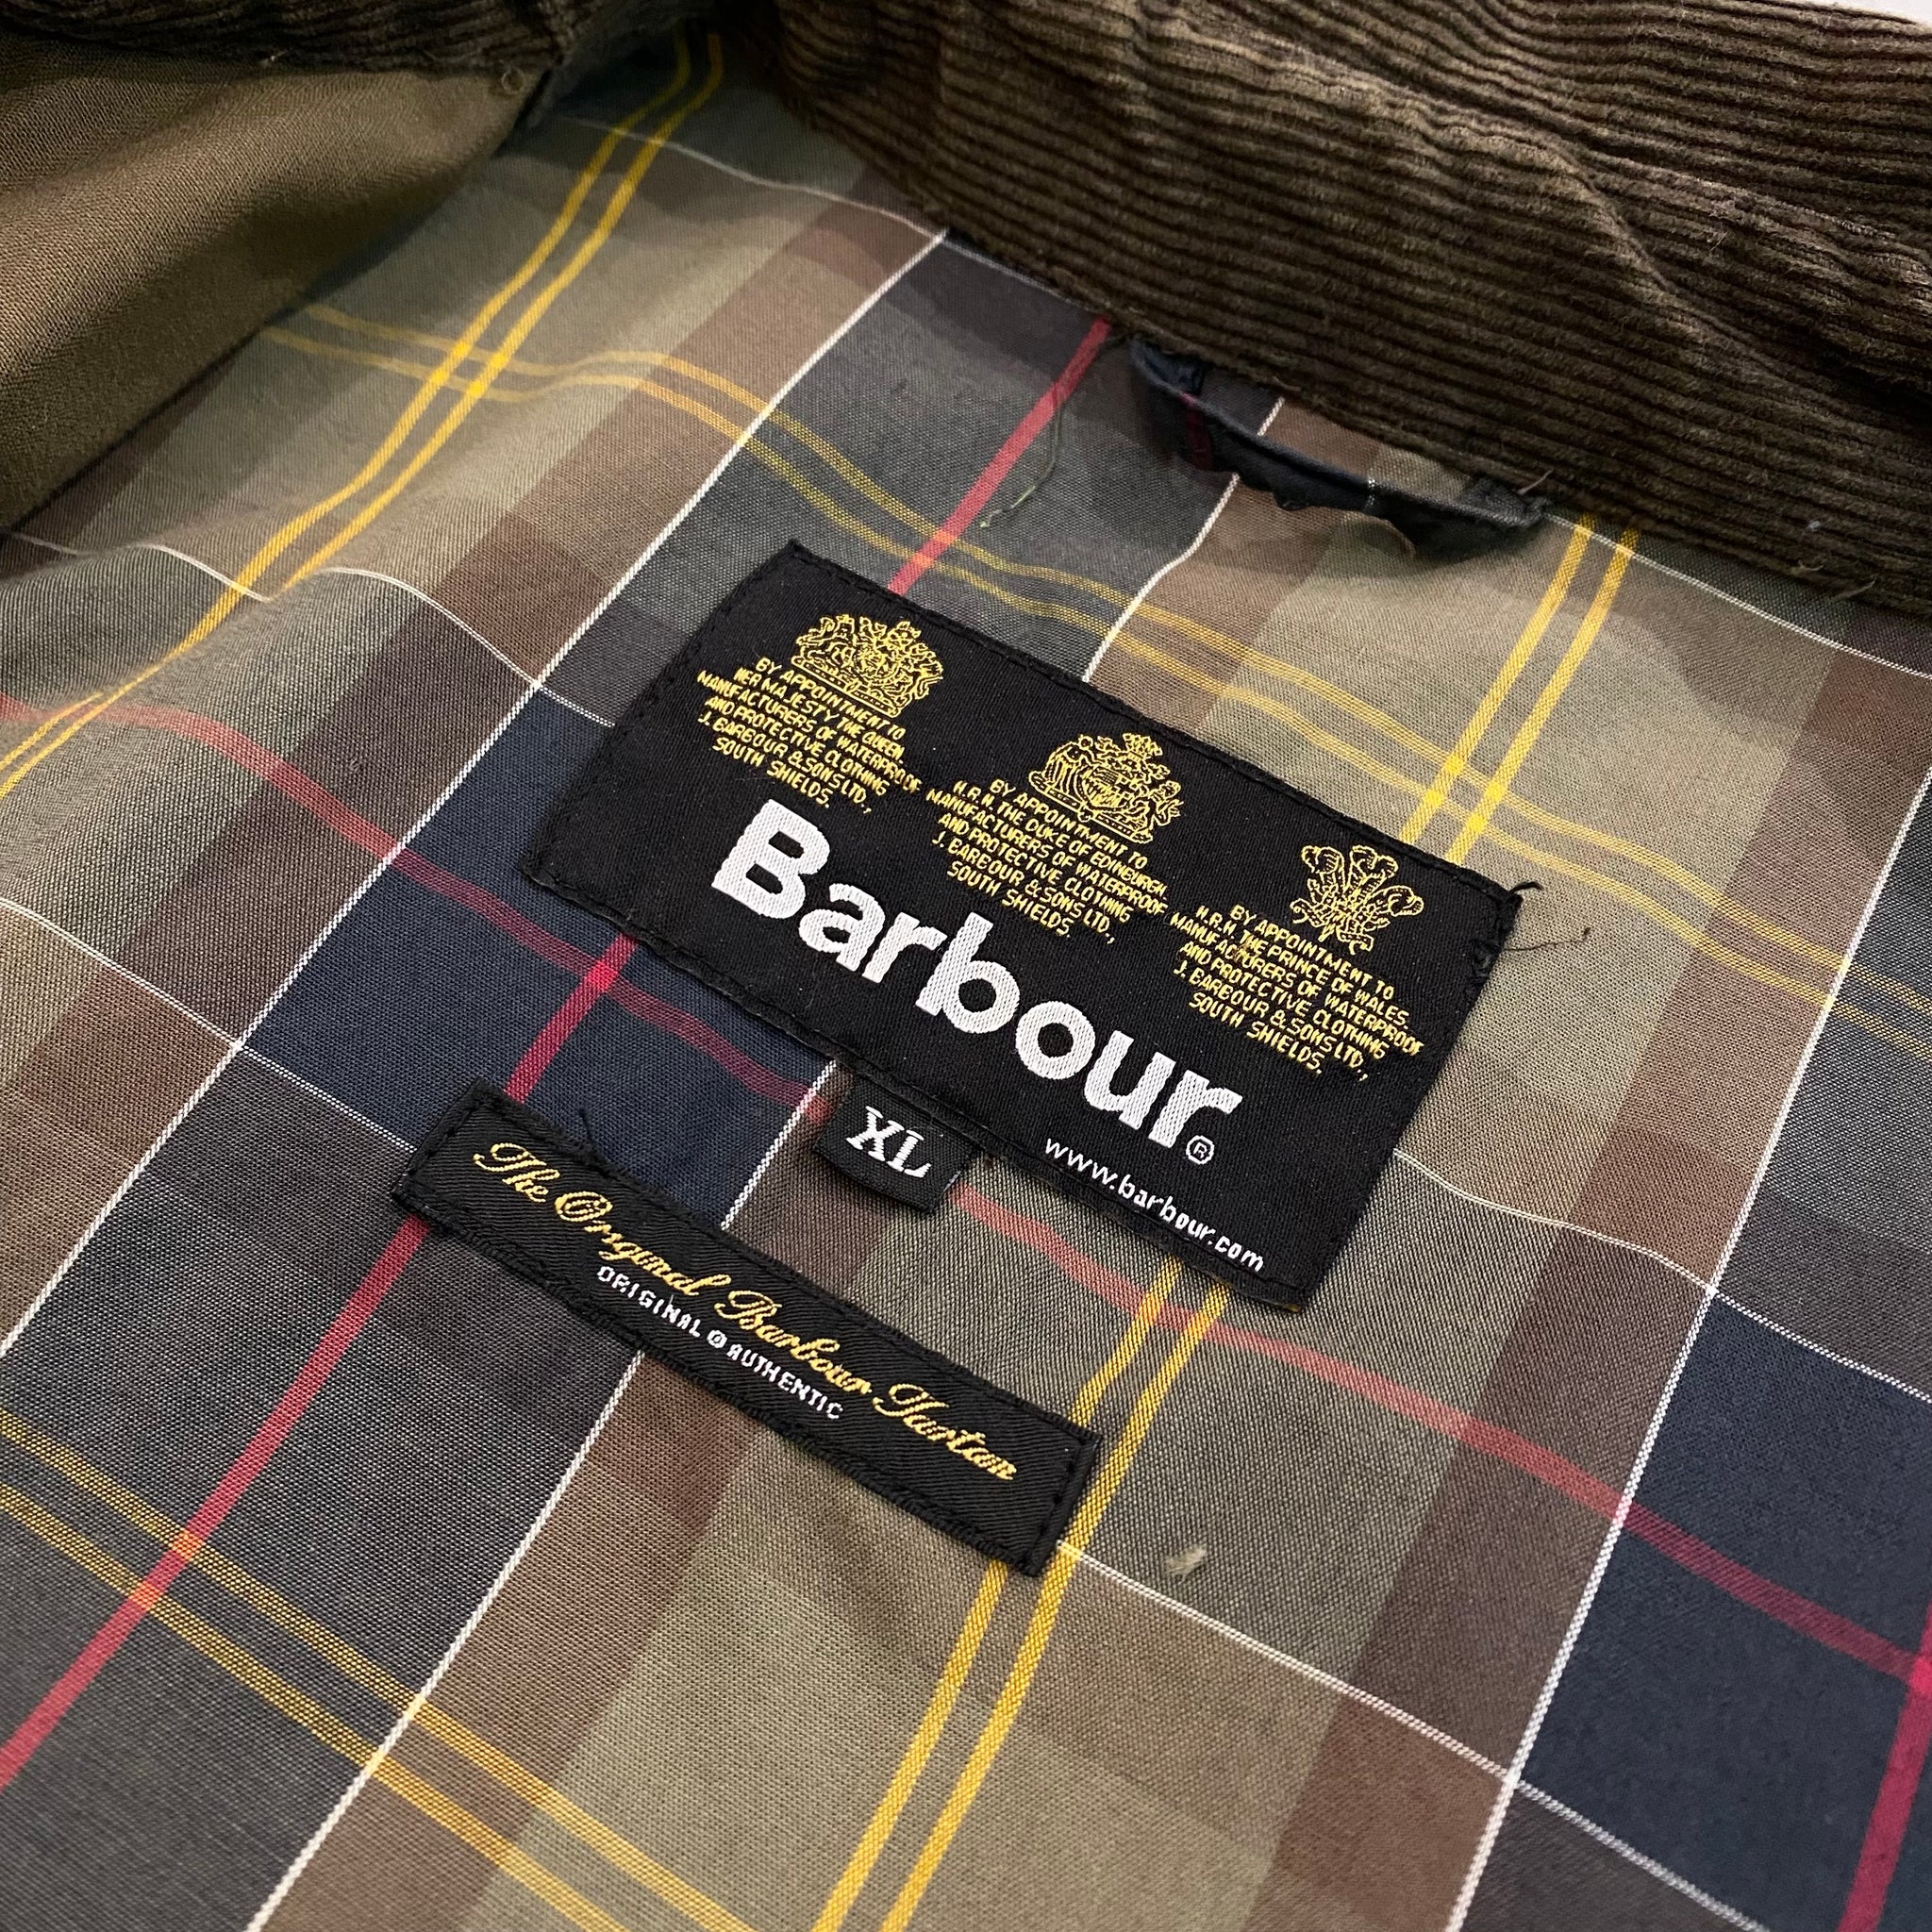 BY APPOINTMENT TO
HER MAJESTY THE QUEEN,
MANUFACTURERS OF WATERPROOF
AND PROTECTIVE CLOTHING
J. BARBOUR & SONS LTD.,
SOUTH SHIELDS.
BY APPOINTMENT TO
H.R.H. THE DUKE OF EDINBURGH,
MANUFACTURERS OF WATERPROOF
AND PROTECTIVE CLOTHING
J. BARBOUR & SONS LTD.,
SOUTH SHIELDS.
BY APPOINTMENT TO
H.R.H. THE PRINCE OF WALES,
MANUFACTURERS OF WATERPROOF
AND PROTECTIVE CLOTHING
J. BARBOUR & SONS LTD.,
SOUTH SHIELDS.
Barbour®
www.barbour.com
XL
The Original Barbour Tartan
ORIGINAL & AUTHENTIC